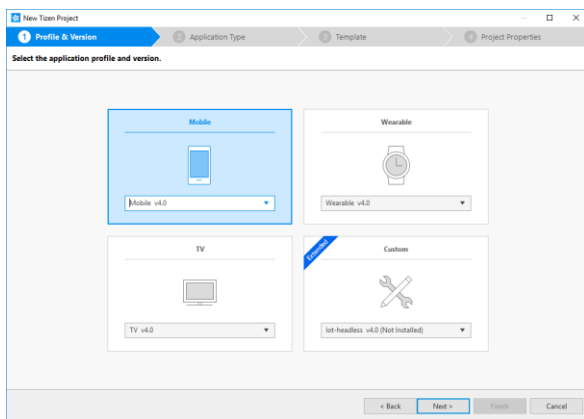 New Tizen Project
1 Profile & Version
2 Application Type
3 Template
4 Project Properties
Select the application profile and version.
Mobile
Mobile v4.0
Wearable
Wearable v4.0
TV
TV v4.0
Extended
Custom
iot-headless v4.0 (Not Installed)
< Back
Next >
Finish
Cancel